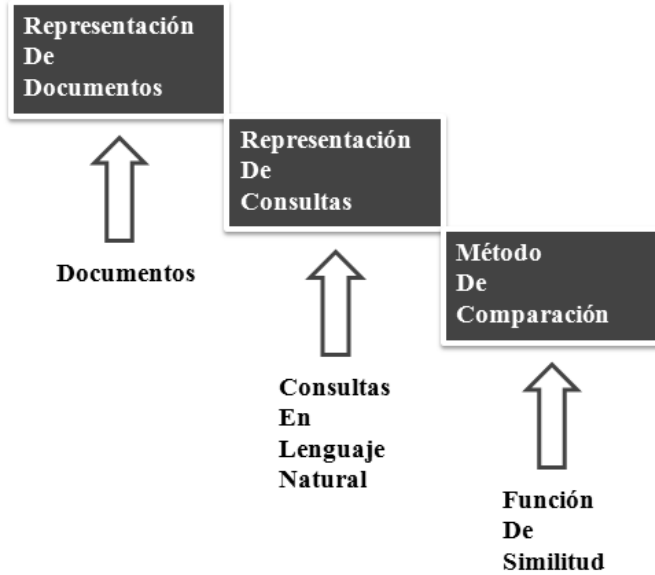 Representación
De
Documentos
Documentos
Representación
De
Consultas
Consultas
En
Lenguaje
Natural
Método
De
Comparación
Función
De
Similitud